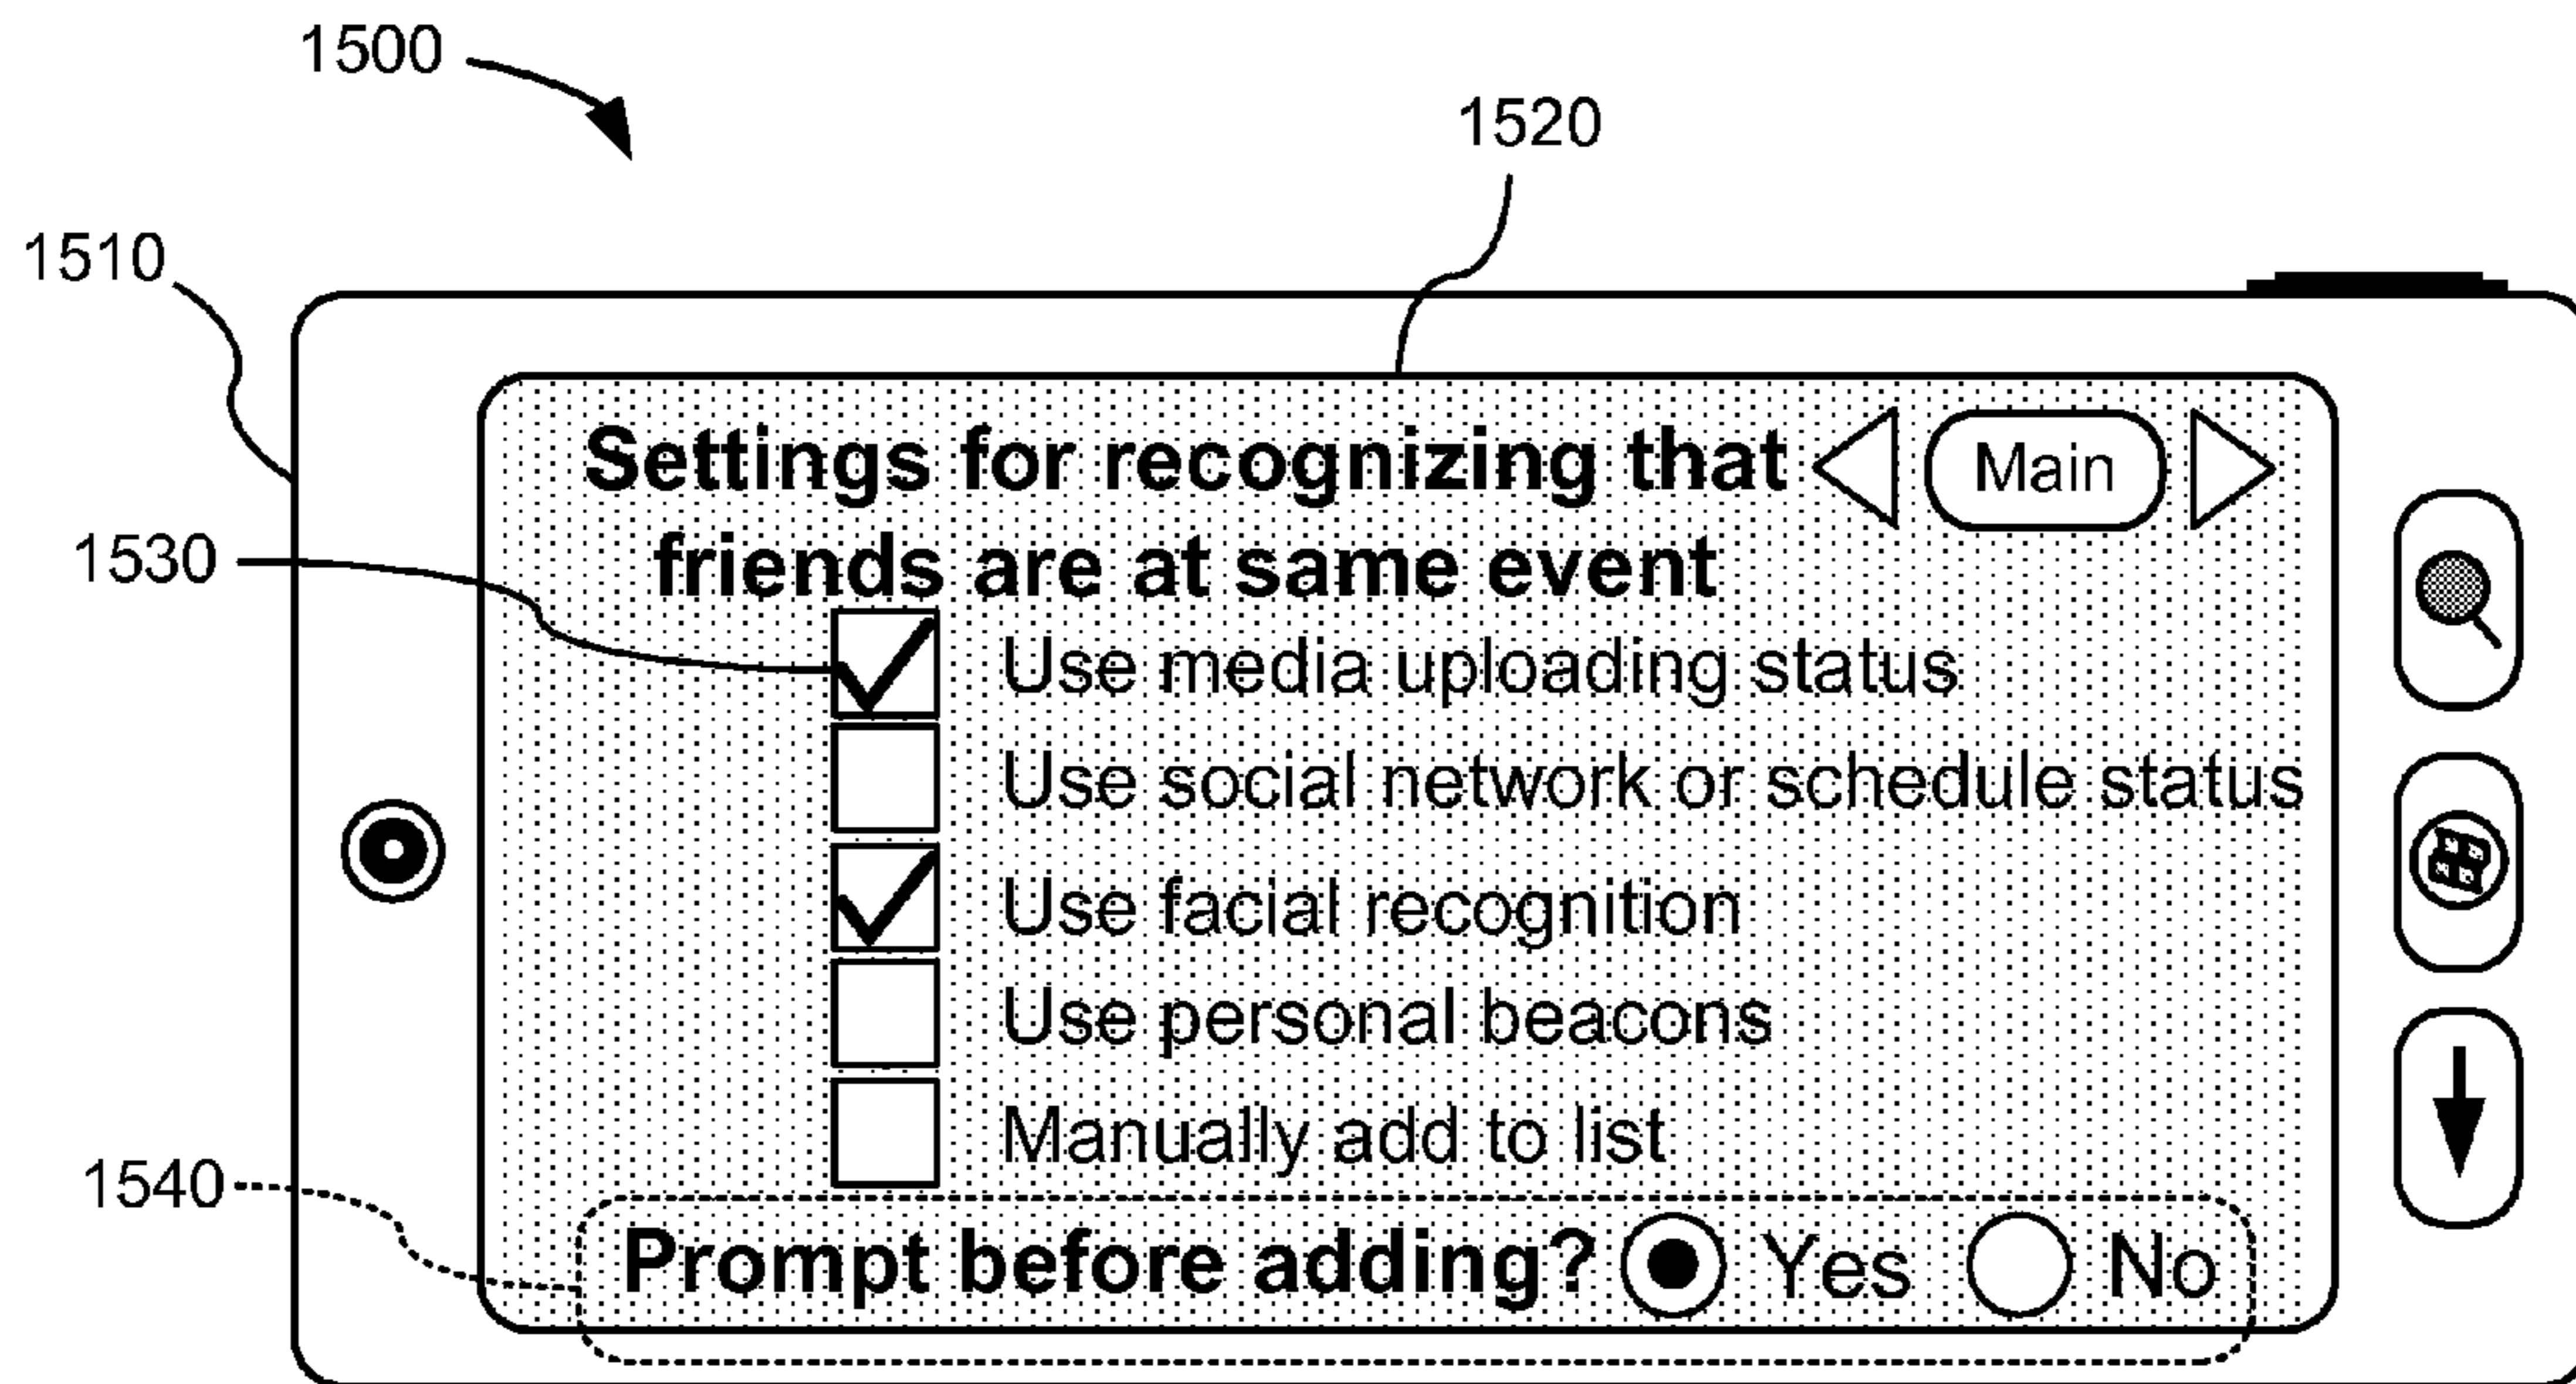 1500
1520
1510
Settings for recognizing that
Main
friends are at same event
1530
Use media uploading status
Use social network or schedule status
Use facial recognition
Use personal beacons
Manually add to list
1540
Prompt before adding? Yes No